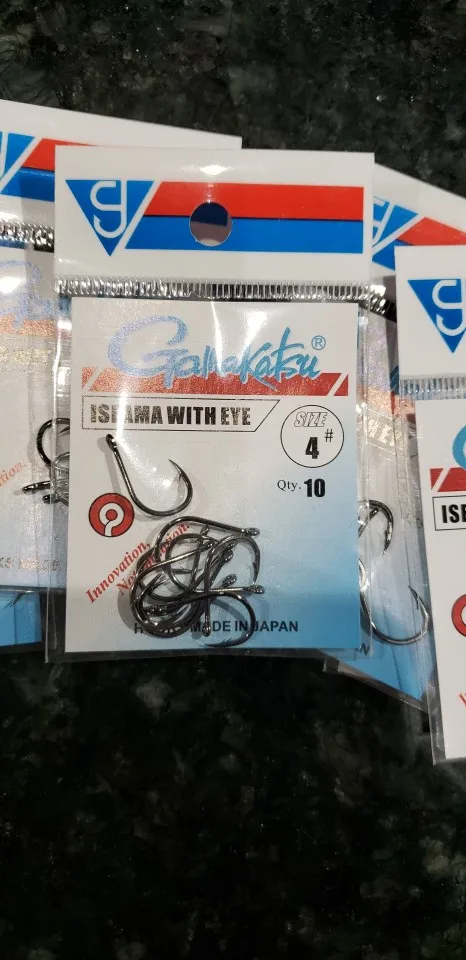 Gamakatsu®
ISEAMA WITH EYE
SIZE
4#
Qty. 10
Innovation,
MADE IN JAPAN